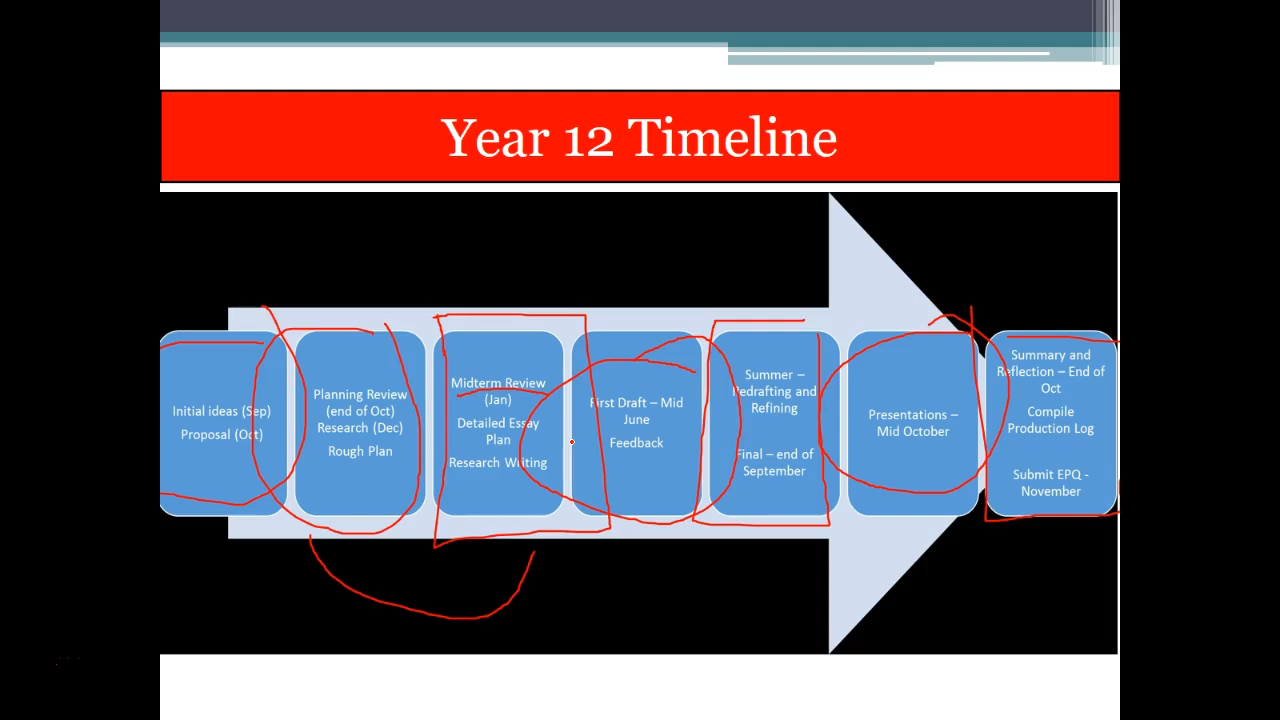 Year 12 Timeline
Initial ideas (Sep)
Proposal (Oct)
Planning Review
(end of Oct)
Research (Dec)
Rough Plan
Midterm Review
(Jan)
Detailed Essay
Plan
Research Writing
First Draft – Mid
June
Feedback
Summer –
Redrafting and
Refining
Final – end of
September
Presentations –
Mid October
Summary and
Reflection – End of
Oct
Compile
Production Log
Submit EPQ -
November